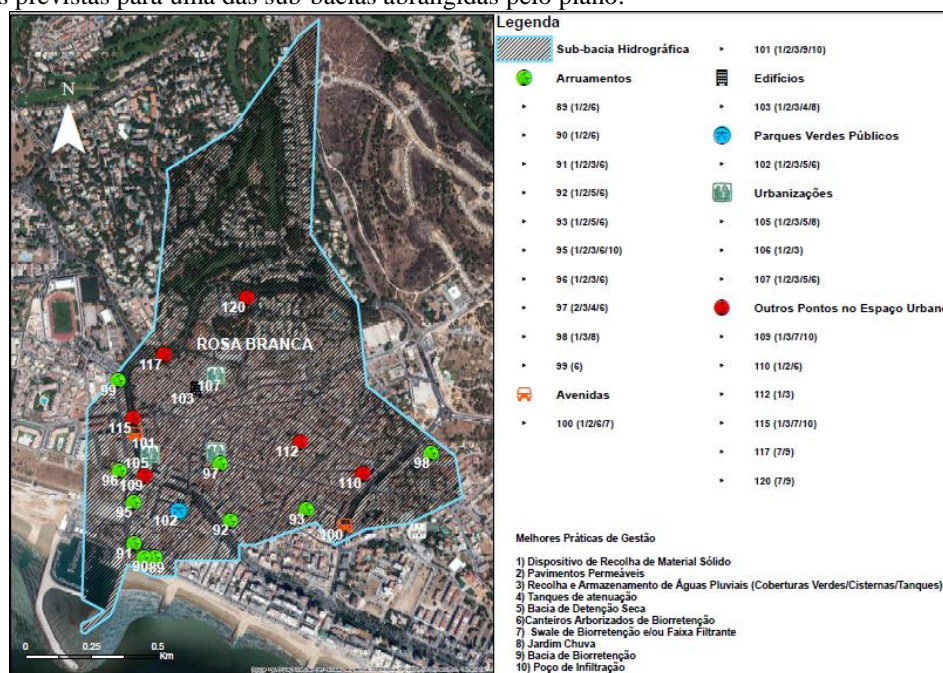 s previstas para uma das sub-bacias abrangidas pelo plano.
N
120
ROSA BRANCA
117
107
103
99
115
101
112
105
98
96
97
109
110
95
102
92
93
100
91
90
89
0 0.25 0.5
Km
Legenda
Sub-bacia Hidrográfica
Arruamentos
89 (1/2/6)
90 (1/2/6)
91 (1/2/3/6)
92 (1/2/5/6)
93 (1/2/5/6)
95 (1/2/3/6/10)
96 (1/2/3/6)
97 (2/3/4/6)
98 (1/3/8)
99 (6)
Avenidas
100 (1/2/6/7)
101 (1/2/3/9/10)
Edifícios
103 (1/2/3/4/8)
Parques Verdes Públicos
102 (1/2/3/5/6)
Urbanizações
105 (1/2/3/5/8)
106 (1/2/3)
107 (1/2/3/5/6)
Outros Pontos no Espaço Urban
109 (1/3/7/10)
110 (1/2/6)
112 (1/3)
115 (1/3/7/10)
117 (7/9)
120 (7/9)
Melhores Práticas de Gestão
1) Dispositivo de Recolha de Material Sólido
2) Pavimentos Permeáveis
3) Recolha e Armazenamento de Águas Pluviais (Coberturas Verdes/Cisternas/Tanques)
4) Tanques de atenuação
5) Bacia de Detenção Seca
6)Canteiros Arborizados de Biorretenção
7) Swale de Biorretenção e/ou Faixa Filtrante
8) Jardim Chuva
9) Bacia de Biorretenção
10) Poço de Infiltração